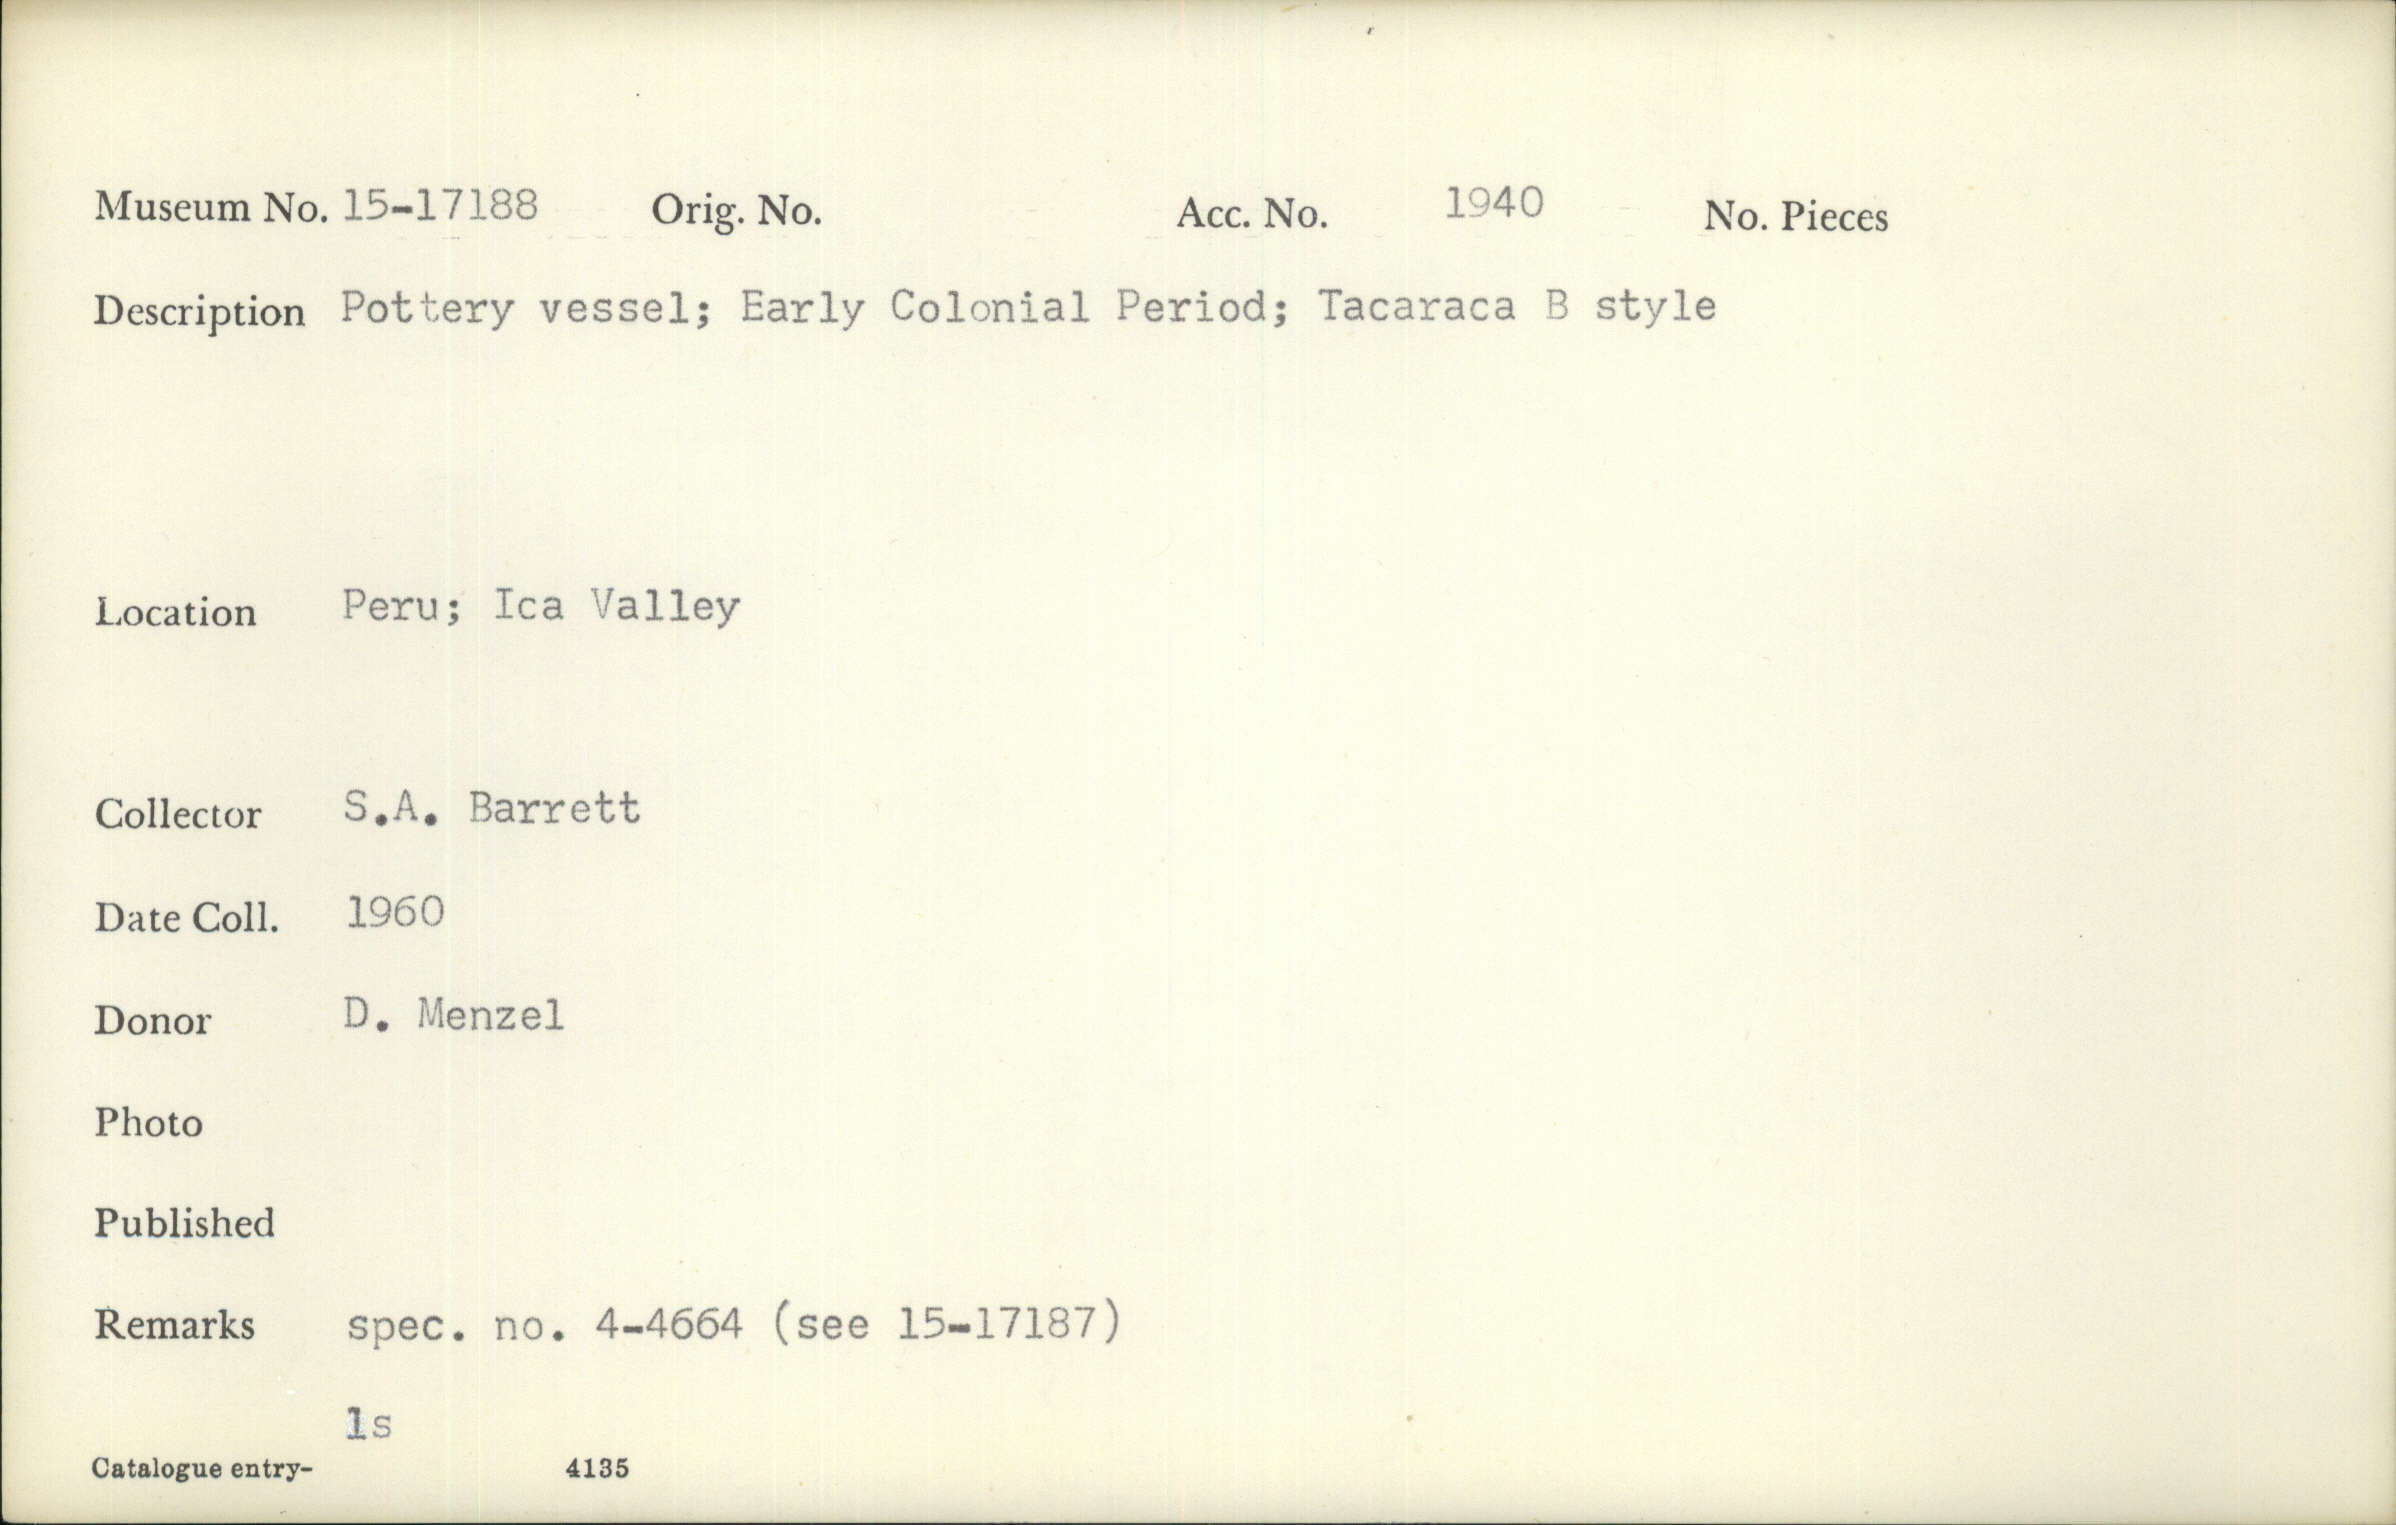 Museum No. 15-17188 Orig. No. Acc. No. 1940 No. Pieces
Description Pottery vessel; Early Colonial Period; Tacaraca B style
Location Peru; Ica Valley
Collector S.A. Barrett
Date Coll. 1960
Donor D. Menzel
Photo
Published
Remarks spec. no. 4-4664 (see 15-17187)
ls
Catalogue entry- 4135